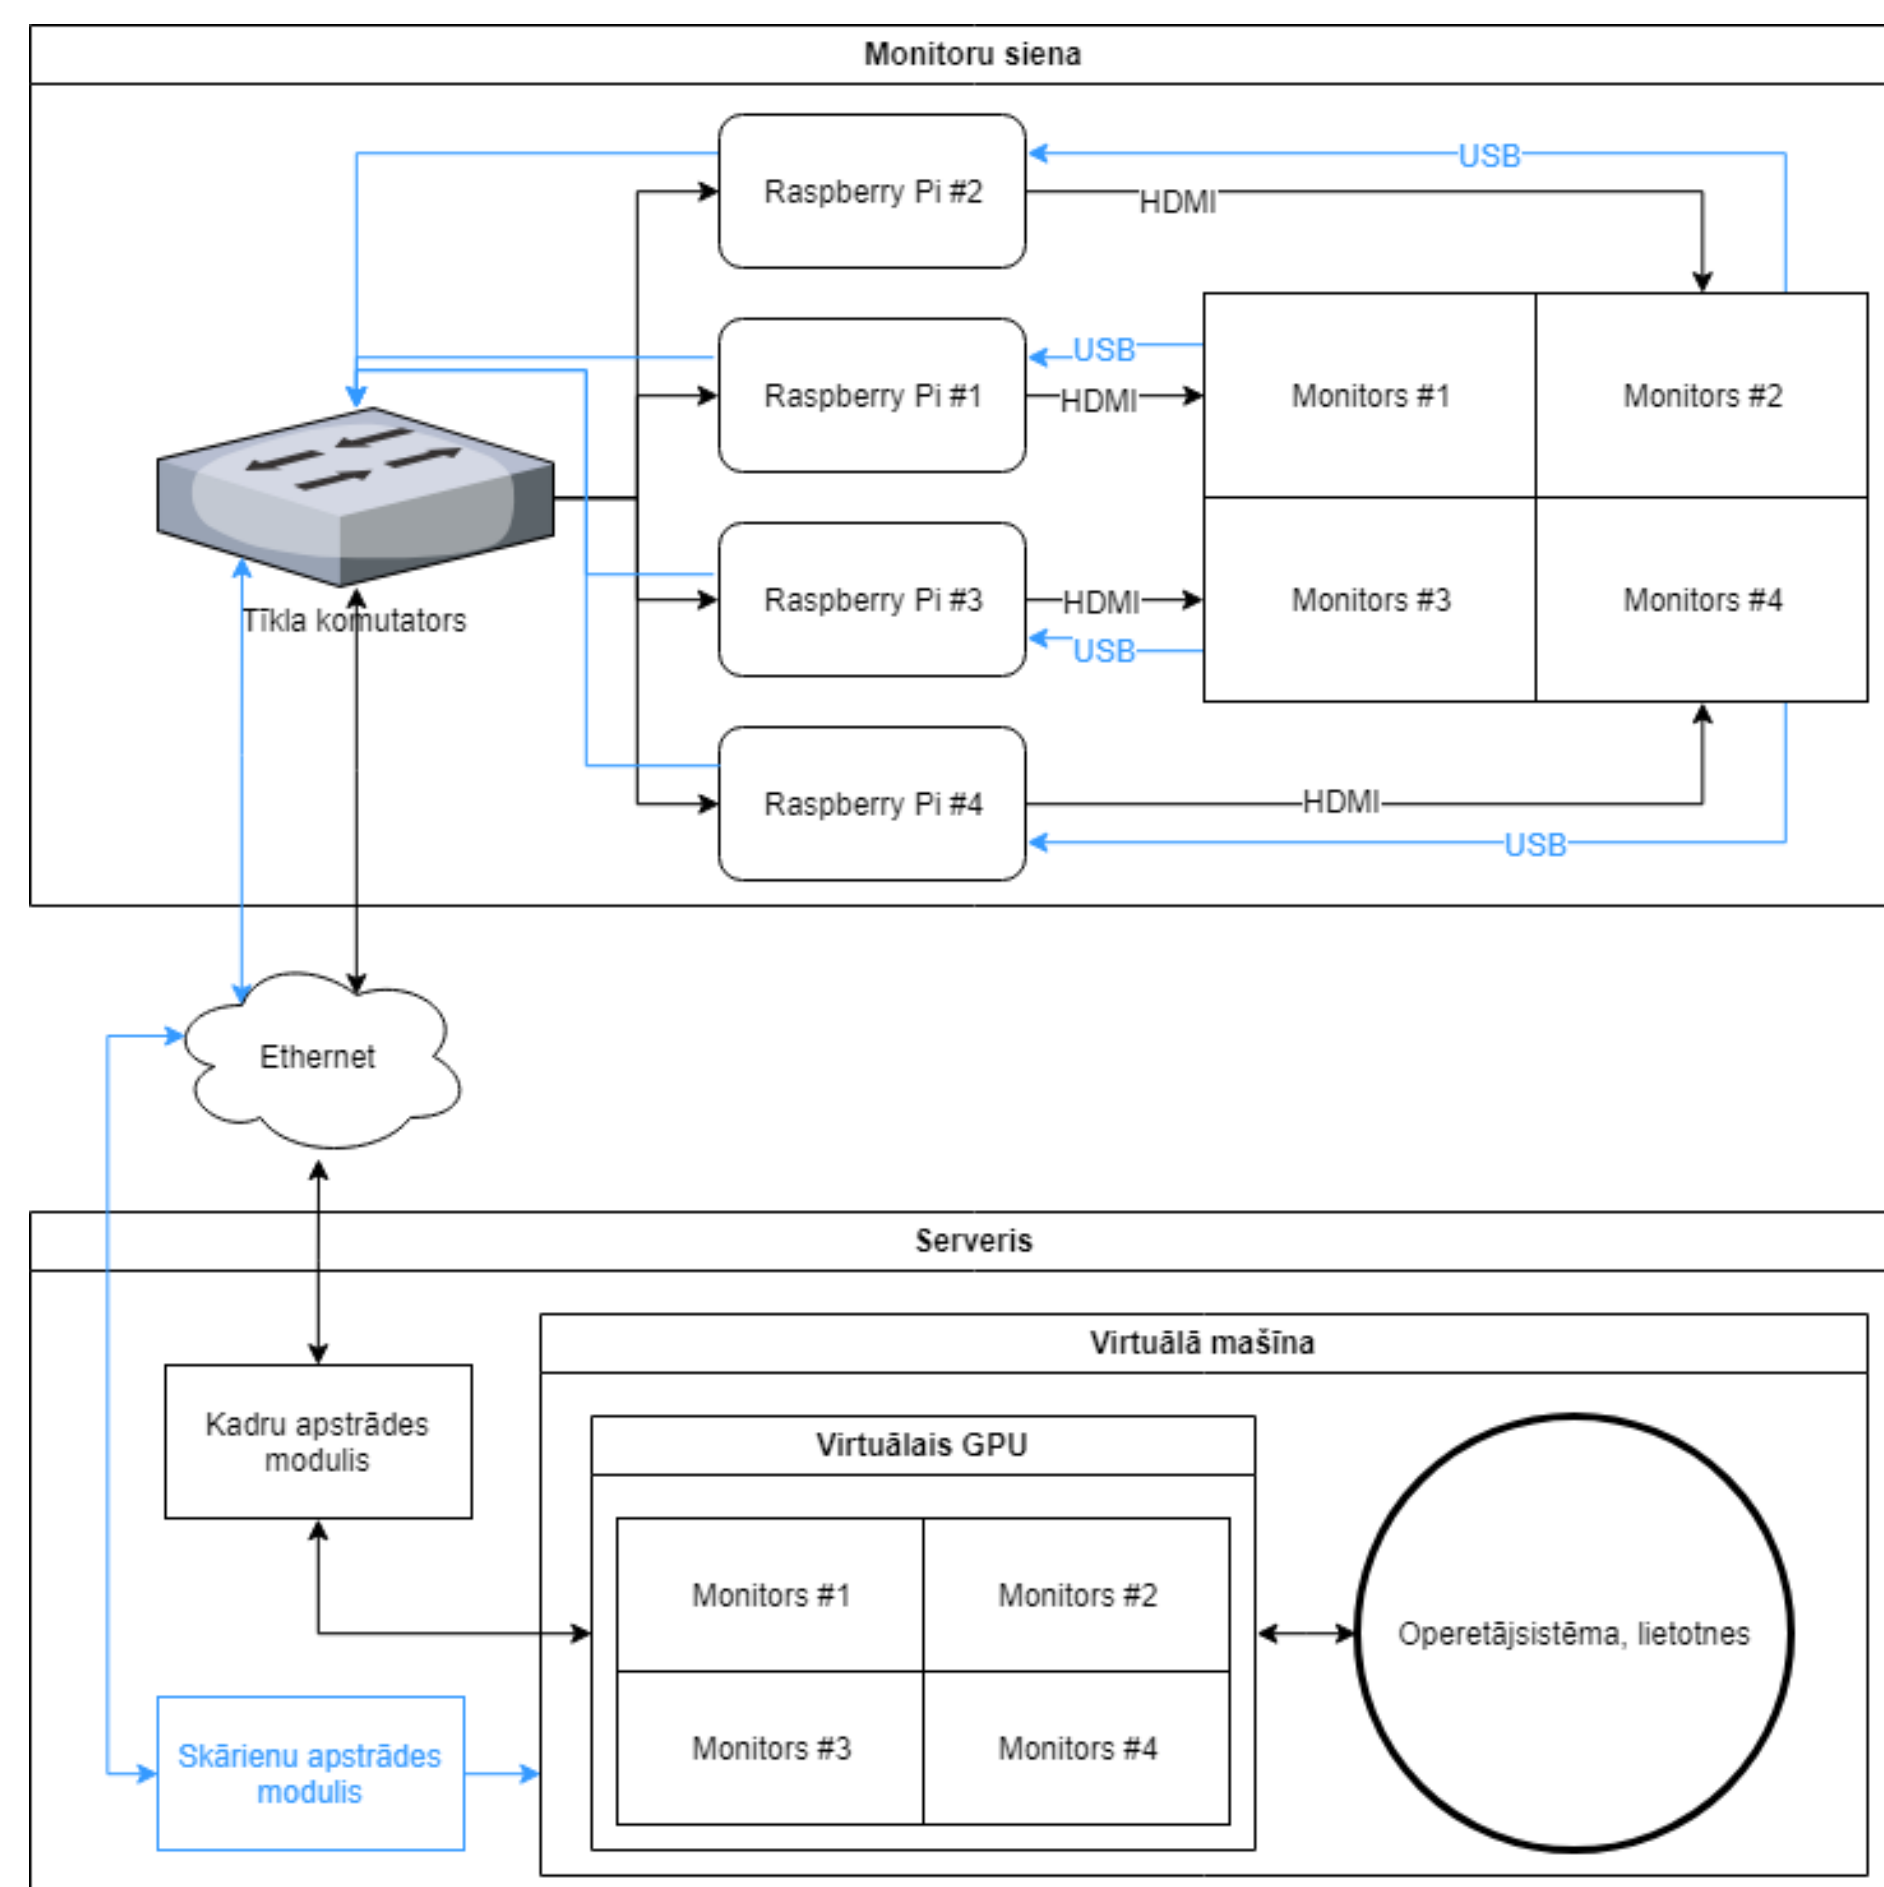 Monitoru siena
Raspberry Pi #2
USB
HDMI
Raspberry Pi #1
USB
HDMI
Monitors #1
Monitors #2
Tīkla komutators
Raspberry Pi #3
HDMI
USB
Monitors #3
Monitors #4
Raspberry Pi #4
HDMI
USB
Ethernet
Serveris
Virtuālā mašīna
Kadru apstrādes
modulis
Virtuālais GPU
Monitors #1
Monitors #2
Monitors #3
Monitors #4
Operetājsistēma, lietotnes
Skārienu apstrādes
modulis